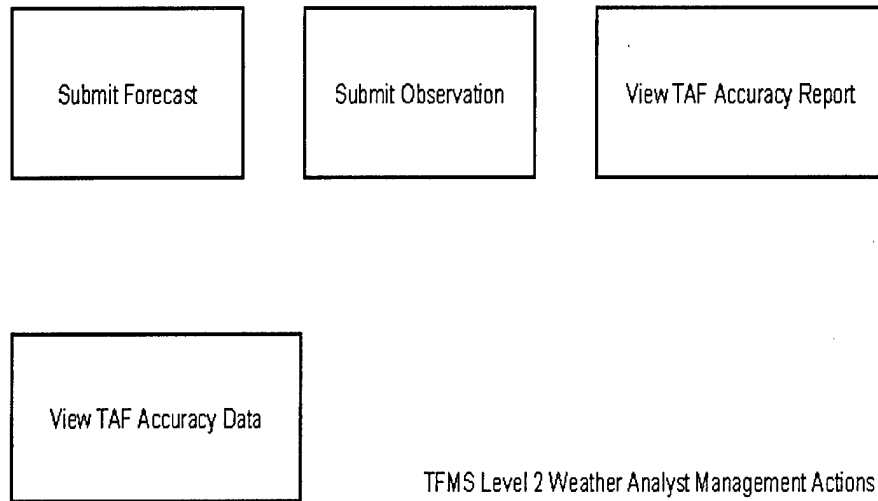 Submit Forecast
Submit Observation
View TAF Accuracy Report
View TAF Accuracy Data
TFMS Level 2 Weather Analyst Management Actions